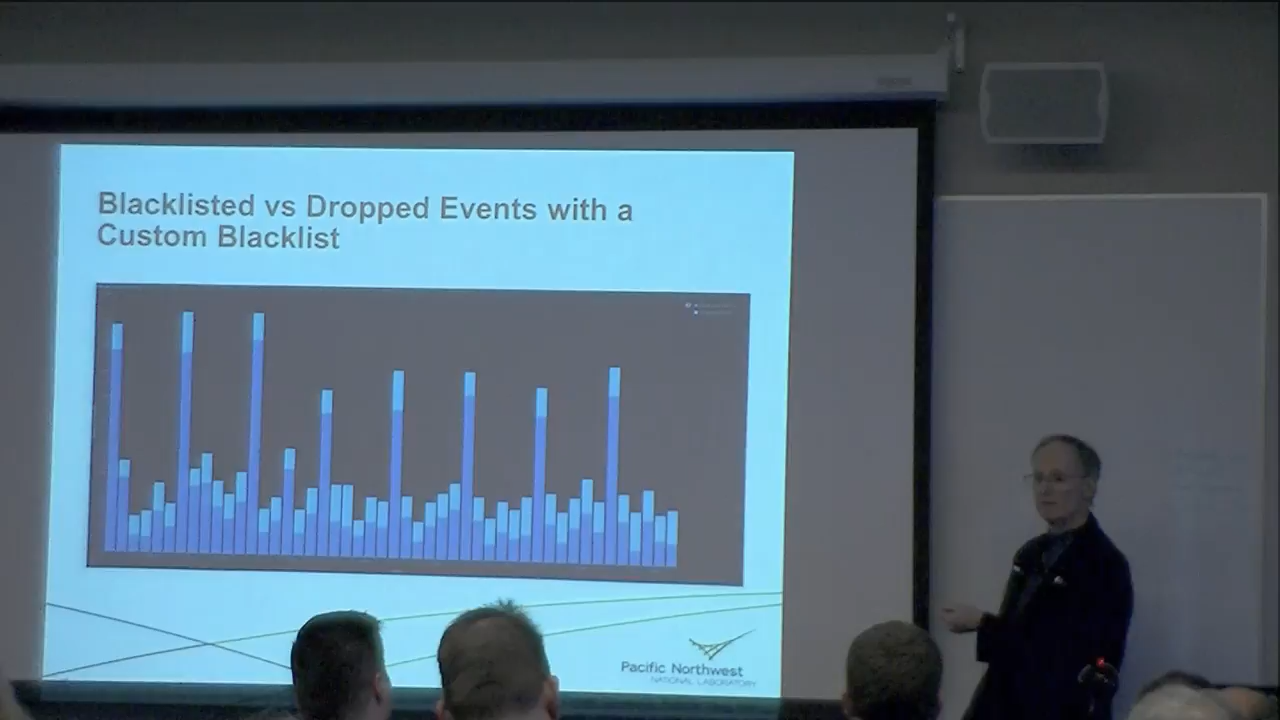 Blacklisted vs Dropped Events with a
Custom Blacklist
Pacific Northwest
NATIONAL LABORATORY